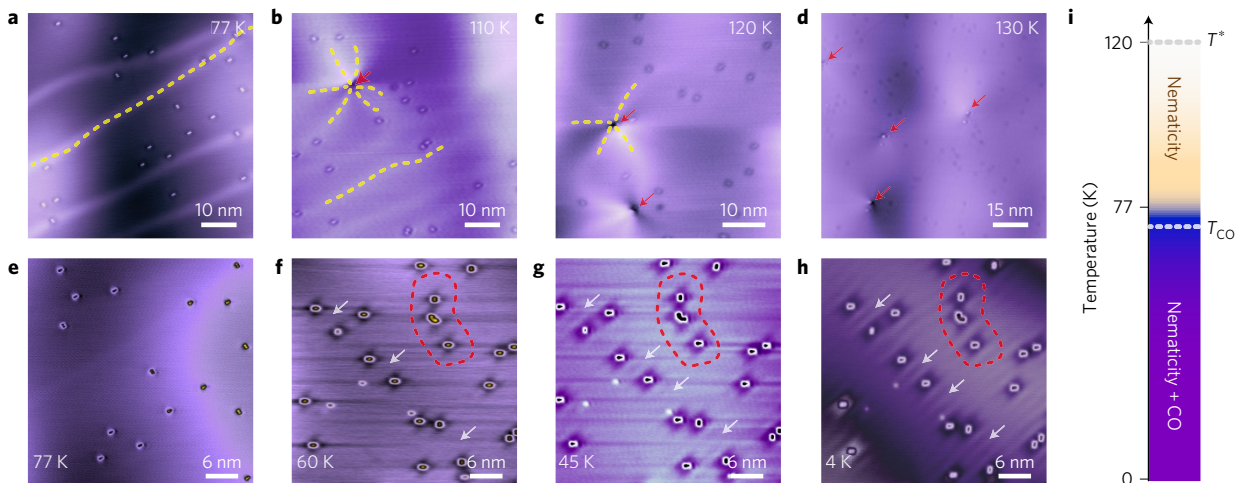 a
77 K
10 nm
b
110 K
10 nm
c
120 K
10 nm
d
130 K
15 nm
e
77 K
6 nm
f
60 K
6 nm
g
45 K
6 nm
h
4 K
6 nm
i
Temperature (K)
120
77
0
T*
T_CO
Nematicity
Nematicity + CO